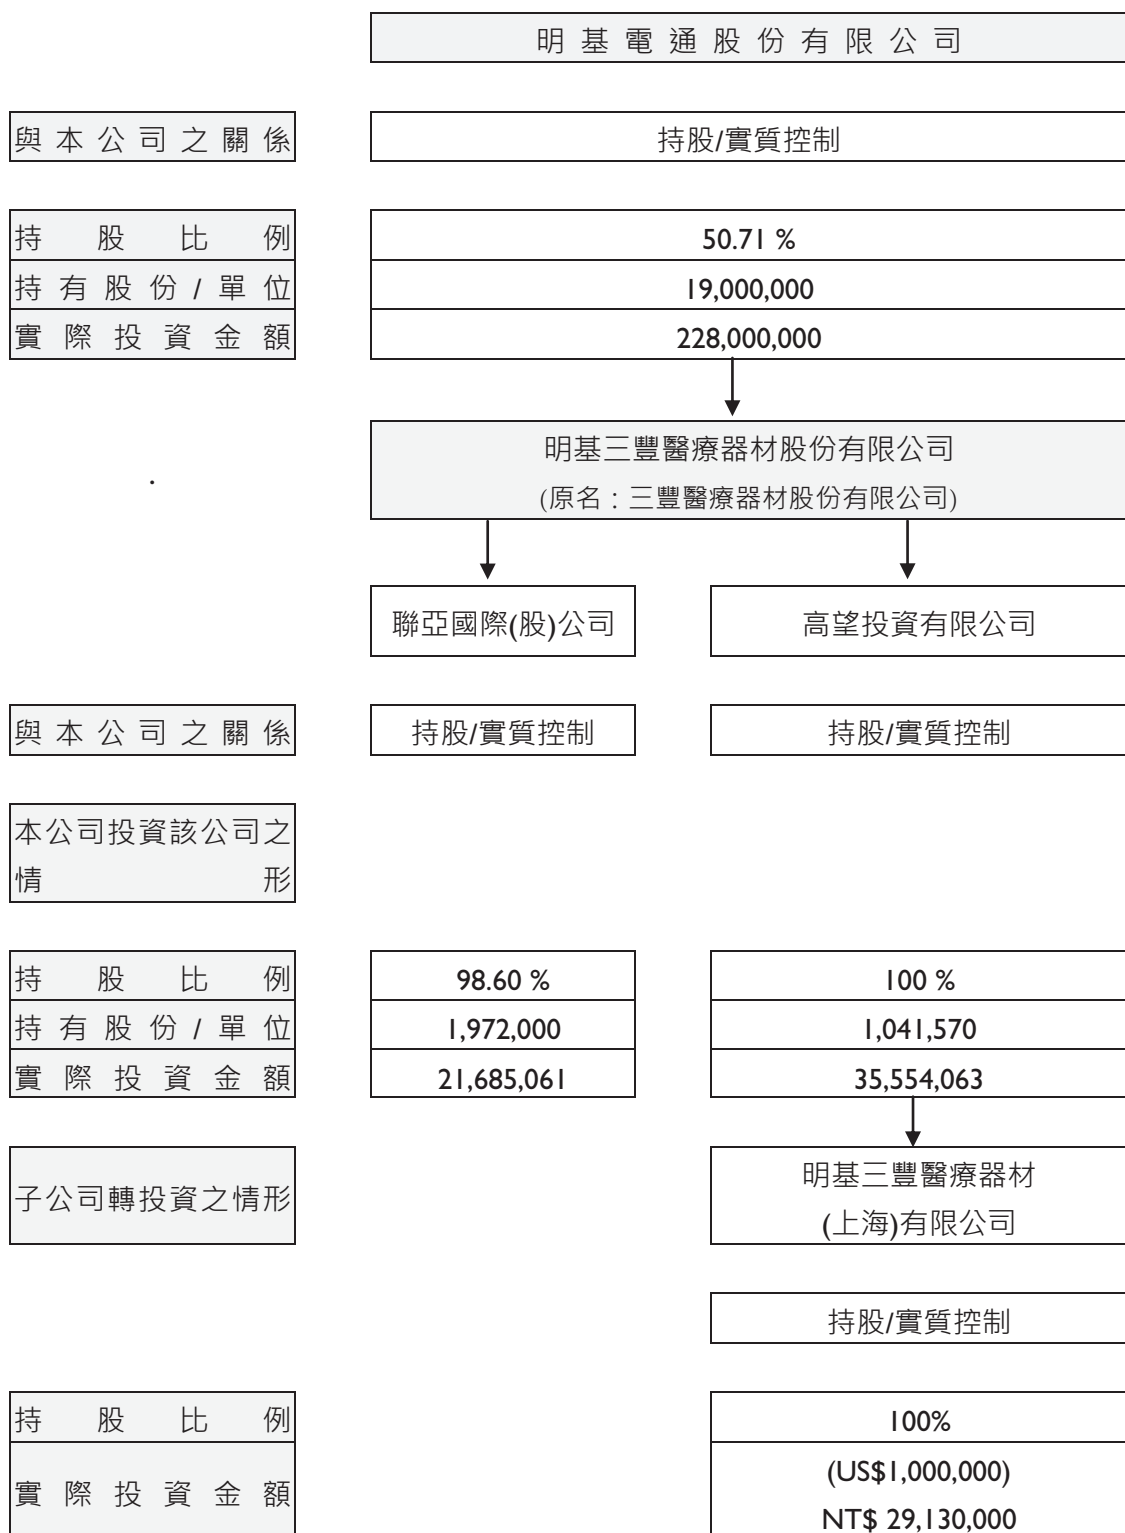 明基電通股份有限公司
與本公司之關係
持股/實質控制
持股比例
50.71 %
持有股份/單位
19,000,000
實際投資金額
228,000,000
明基三豐醫療器材股份有限公司
(原名：三豐醫療器材股份有限公司)
聯亞國際(股)公司
高望投資有限公司
與本公司之關係
持股/實質控制
持股/實質控制
本公司投資該公司之
情形
持股比例
98.60 %
100 %
持有股份/單位
1,972,000
1,041,570
實際投資金額
21,685,061
35,554,063
子公司轉投資之情形
明基三豐醫療器材
(上海)有限公司
持股/實質控制
持股比例
100%
實際投資金額
(US$1,000,000)
NT$ 29,130,000